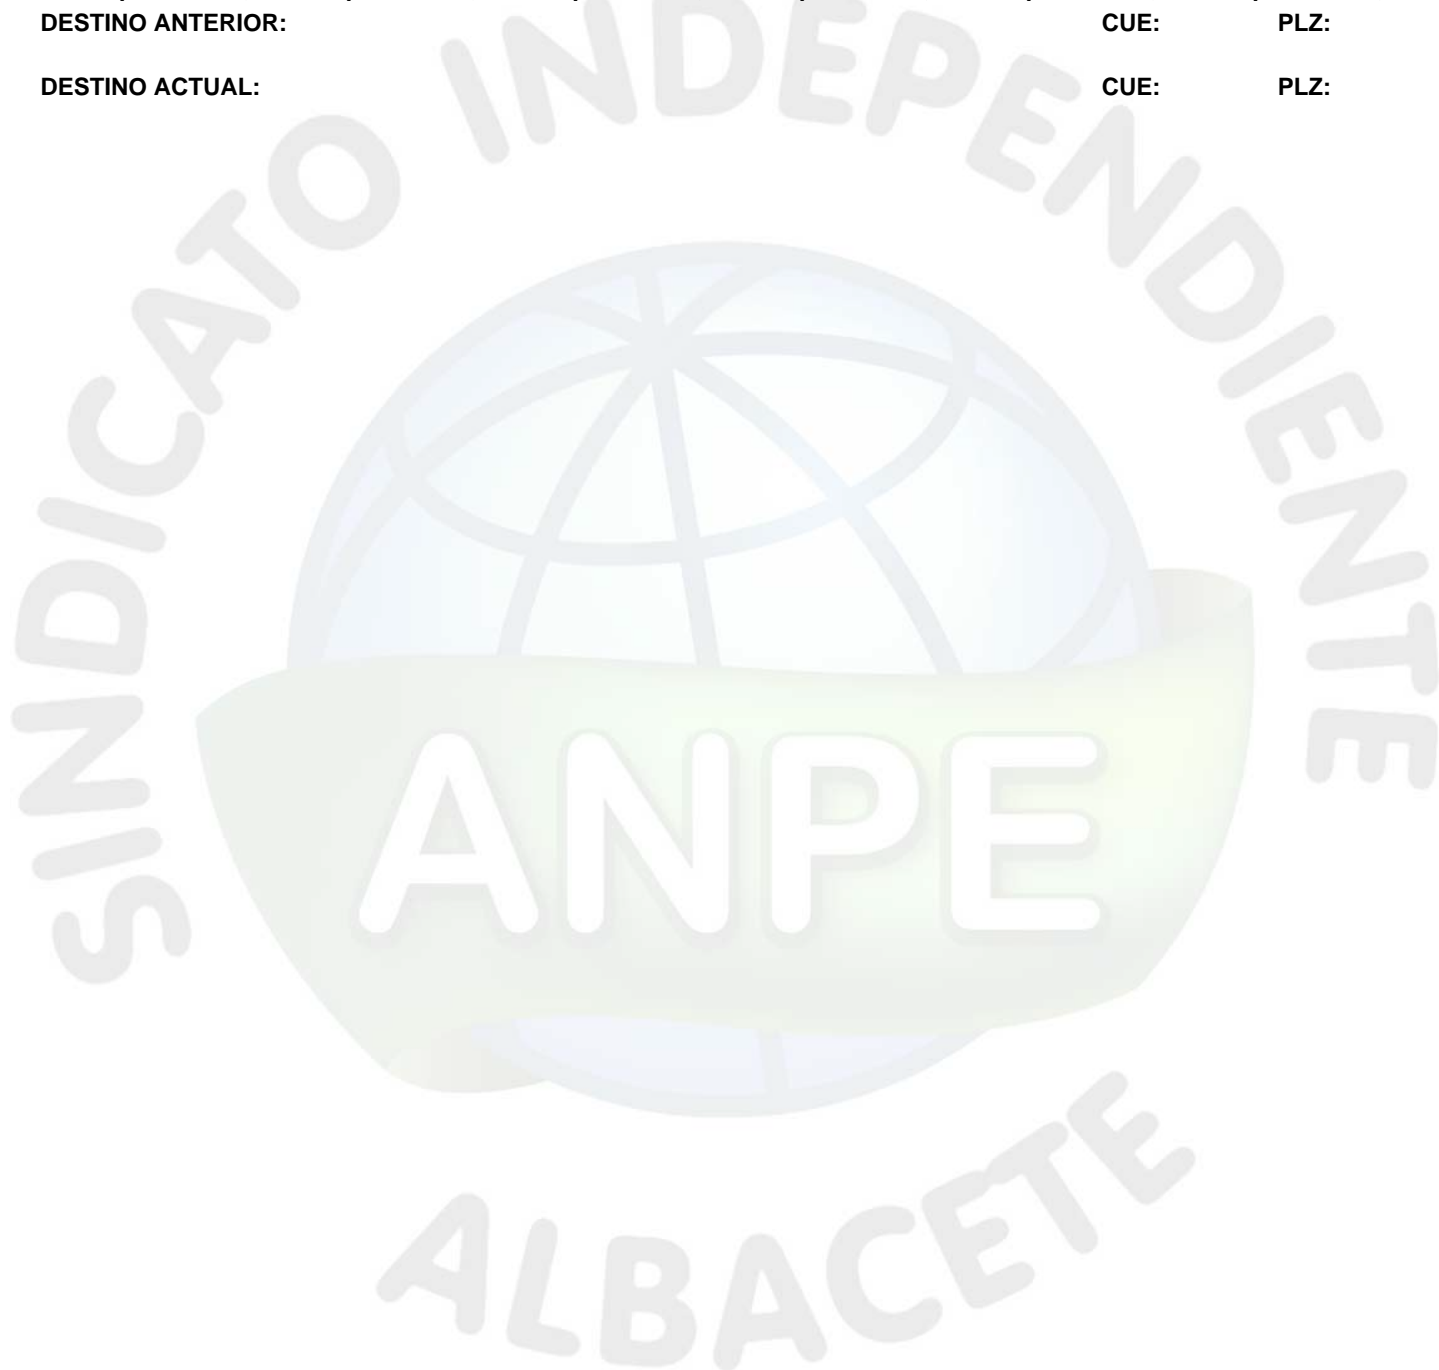 DESTINO ANTERIOR: CUE: PLZ:
DESTINO ACTUAL: CUE: PLZ:
SINDICATO INDEPENDIENTE
ANPE
ALBACETE